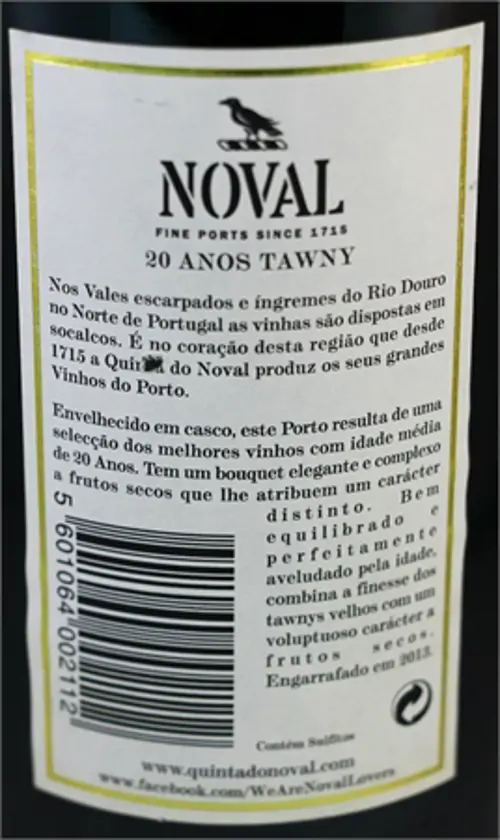 NOVAL
FINE PORTS SINCE 1715
20 ANOS TAWNY
Nos Vales escarpados e íngremes do Rio Douro
no Norte de Portugal as vinhas são dispostas em
socalcos. É no coração desta região que desde
1715 a do Noval produz os seus grandes
Vinhos do Porto.
Envelhecido em casco, este Porto resulta de uma
selecção dos melhores vinhos com idade média
de 20 Anos. Tem um bouquet elegante e complexo
a frutos secos que lhe atribuem um carácter
distinto. Bem
equilibrado e
perfeitamente
aveludado pela idade,
combina a finesse dos
tawnys velhos com um
voluptuoso carácter a
frutos secos.
Engarrafado em 2013.
5 601064 002112
Contém Sulfitos
www.quintadonoval.com
www.facebook.com/WeAreNovalLovers